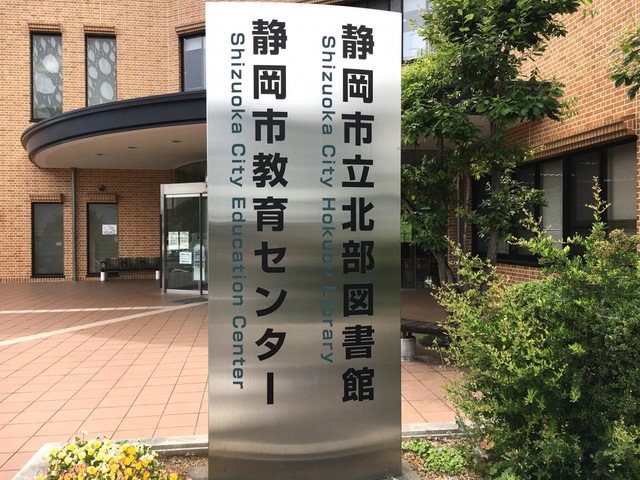 静岡市立北部図書館
Shizuoka City Hokubu Library
静岡市教育センター
Shizuoka City Education Center